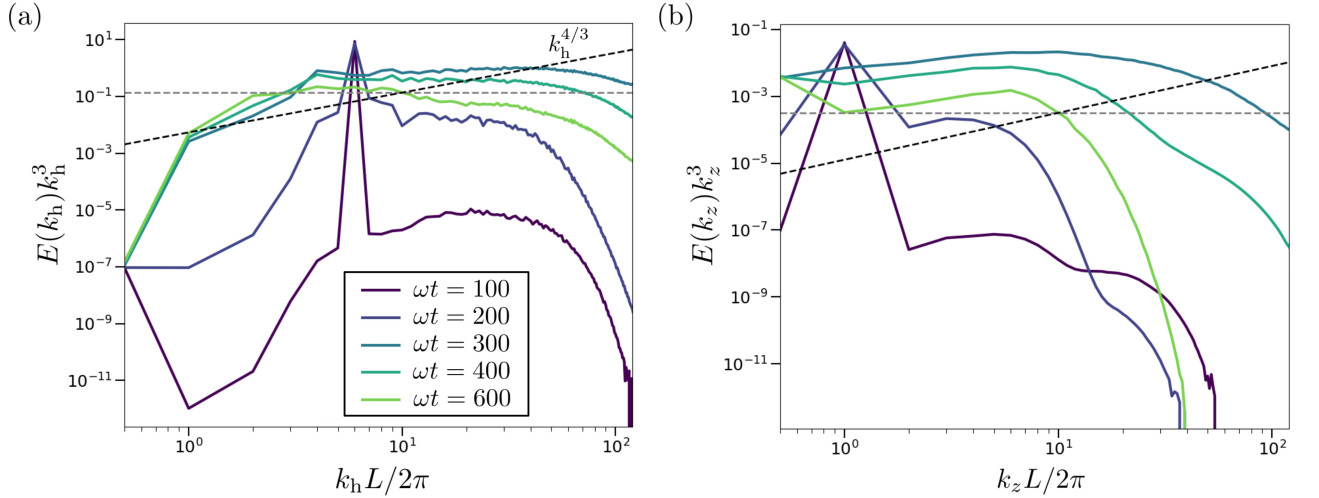 (a)
10^1
10^{-1}
10^{-3}
10^{-5}
10^{-7}
10^{-9}
10^{-11}
E(k_h)k_h^3
k_h^{4/3}
ωt = 100
ωt = 200
ωt = 300
ωt = 400
ωt = 600
10^0
10^1
10^2
k_hL/2π
(b)
10^{-1}
10^{-3}
10^{-5}
10^{-7}
10^{-9}
10^{-11}
E(k_z)k_z^3
10^0
10^1
10^2
k_zL/2π